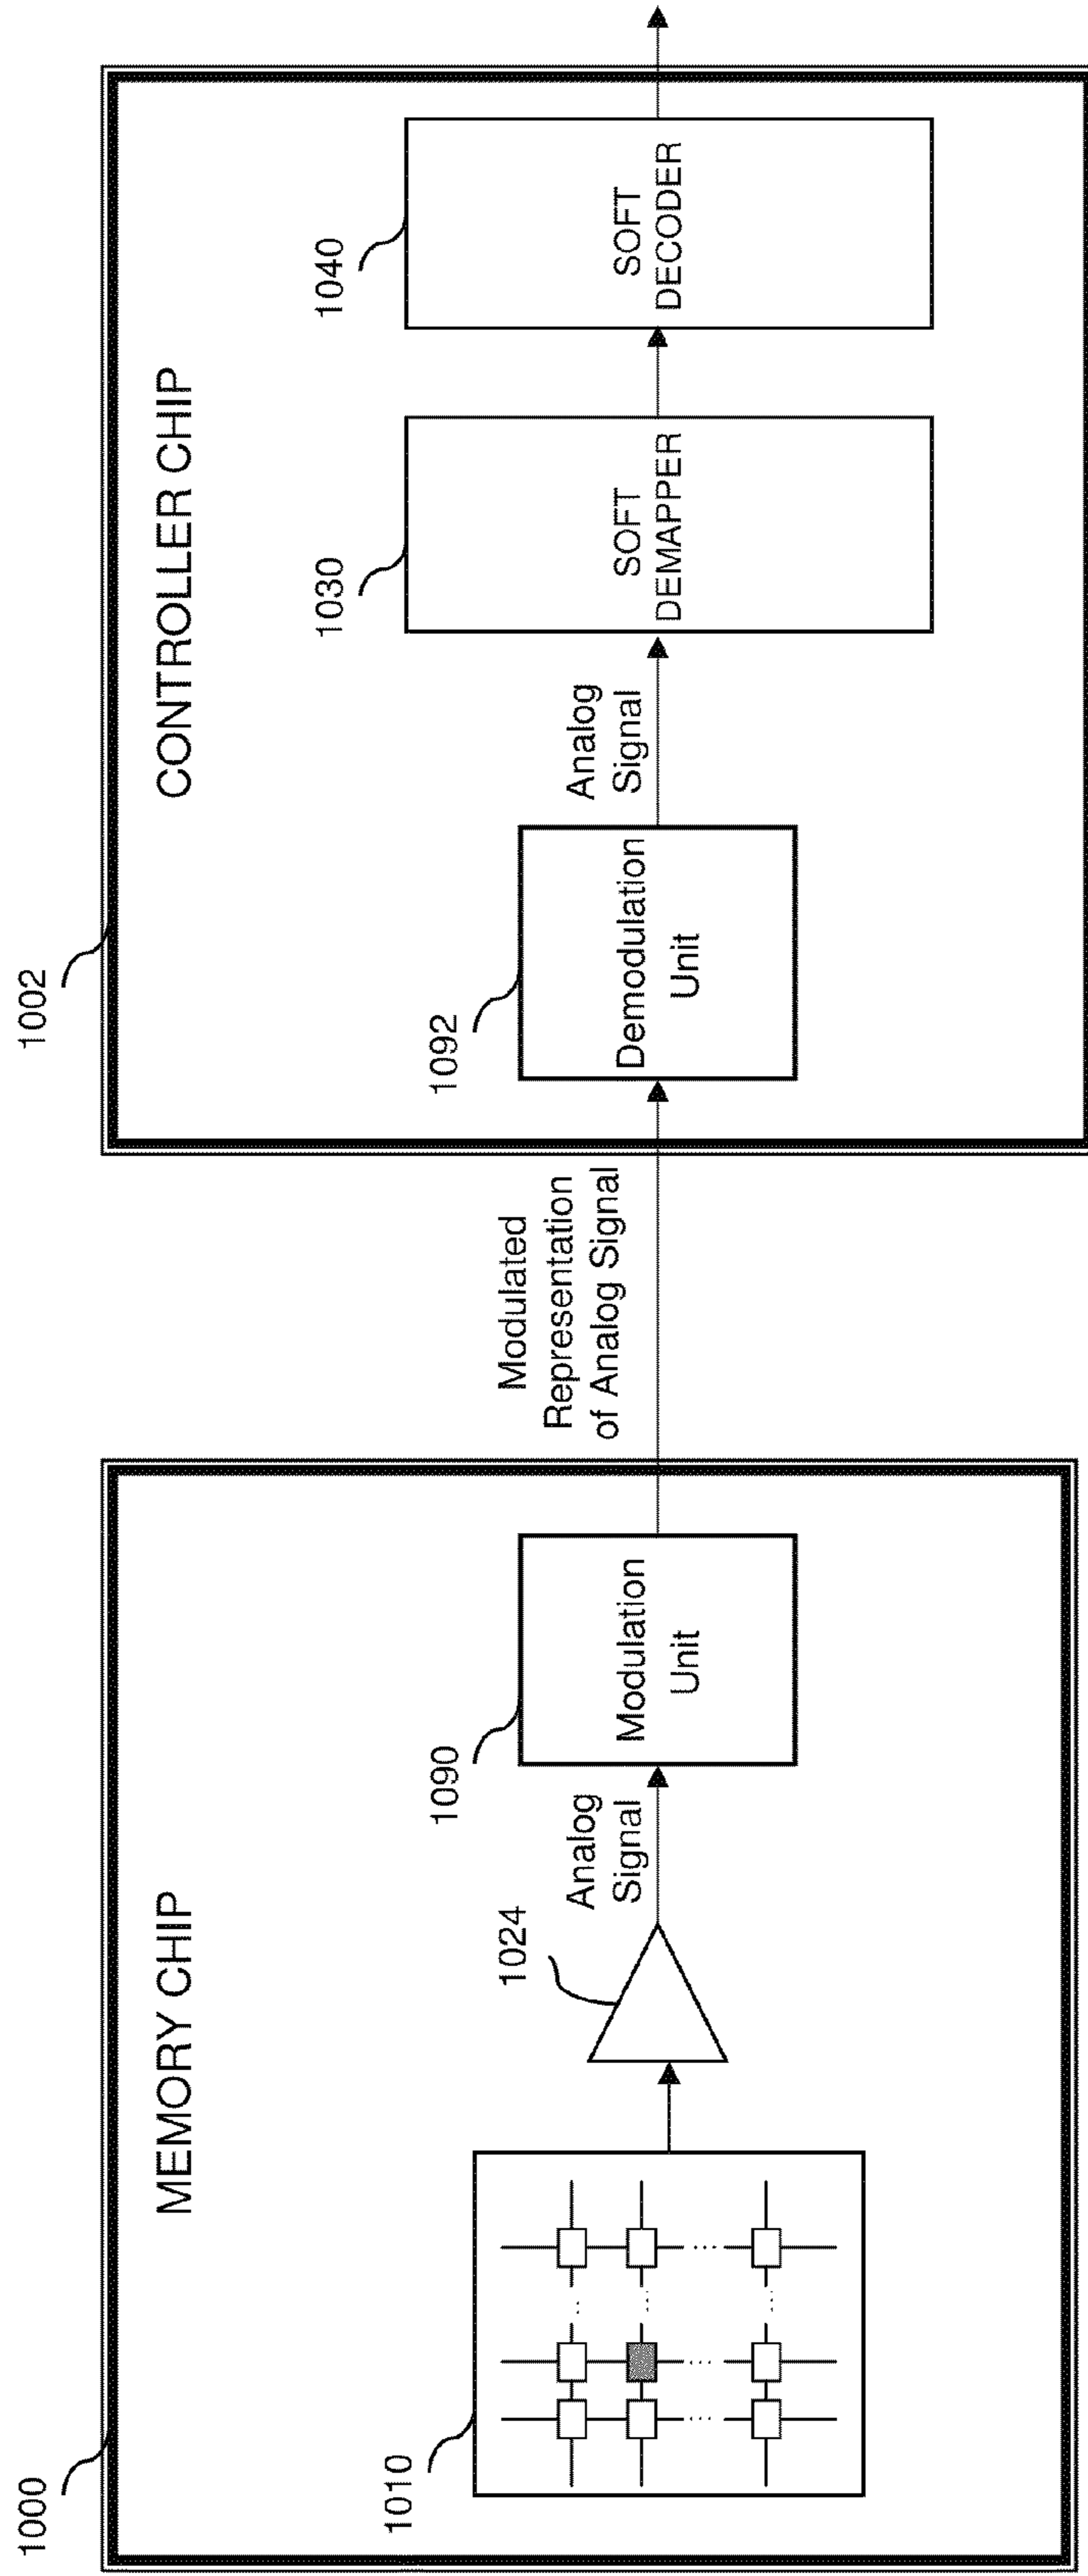 1000
MEMORY CHIP
1010
1024
Analog
Signal
1090
Modulation
Unit
Modulated
Representation
of Analog Signal
1002
CONTROLLER CHIP
1092
Demodulation
Unit
Analog
Signal
1030
SOFT
DEMAPPER
1040
SOFT
DECODER